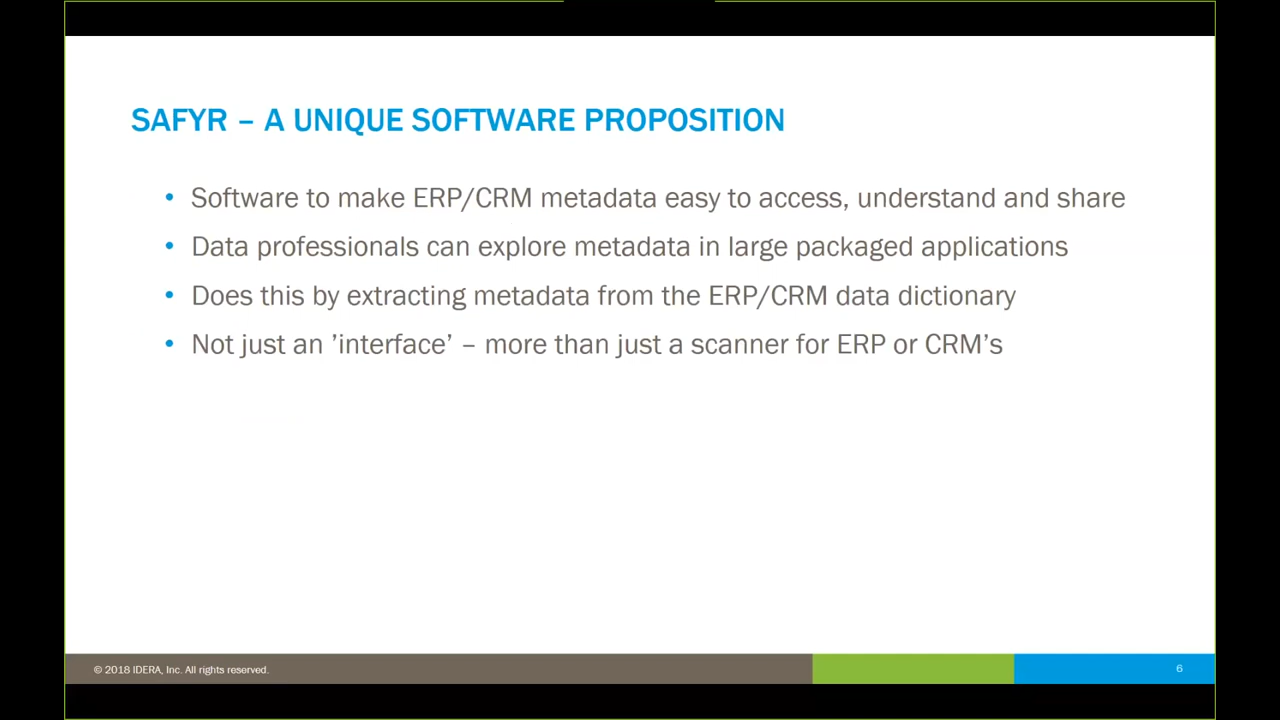 SAFYR – A UNIQUE SOFTWARE PROPOSITION
• Software to make ERP/CRM metadata easy to access, understand and share
• Data professionals can explore metadata in large packaged applications
• Does this by extracting metadata from the ERP/CRM data dictionary
• Not just an ’interface’ – more than just a scanner for ERP or CRM’s
© 2018 IDERA, Inc. All rights reserved.
6